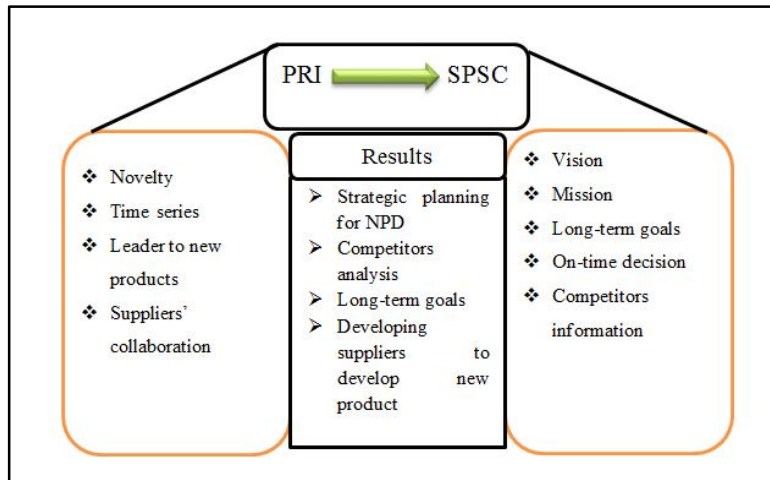 PRI SPSC
Novelty
Time series
Leader to new
products
Suppliers’
collaboration
Results
Strategic planning
for NPD
Competitors
analysis
Long-term goals
Developing
suppliers to
develop new
product
Vision
Mission
Long-term goals
On-time decision
Competitors
information